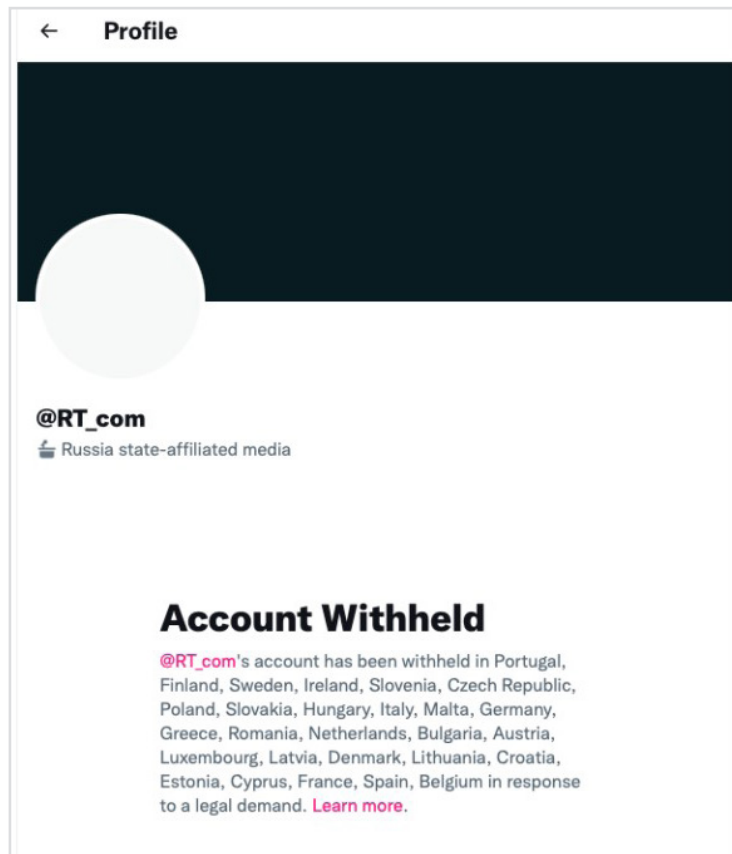 Profile
@RT_com
Russia state-affiliated media
Account Withheld
@RT_com's account has been withheld in Portugal,
Finland, Sweden, Ireland, Slovenia, Czech Republic,
Poland, Slovakia, Hungary, Italy, Malta, Germany,
Greece, Romania, Netherlands, Bulgaria, Austria,
Luxembourg, Latvia, Denmark, Lithuania, Croatia,
Estonia, Cyprus, France, Spain, Belgium in response
to a legal demand. Learn more.